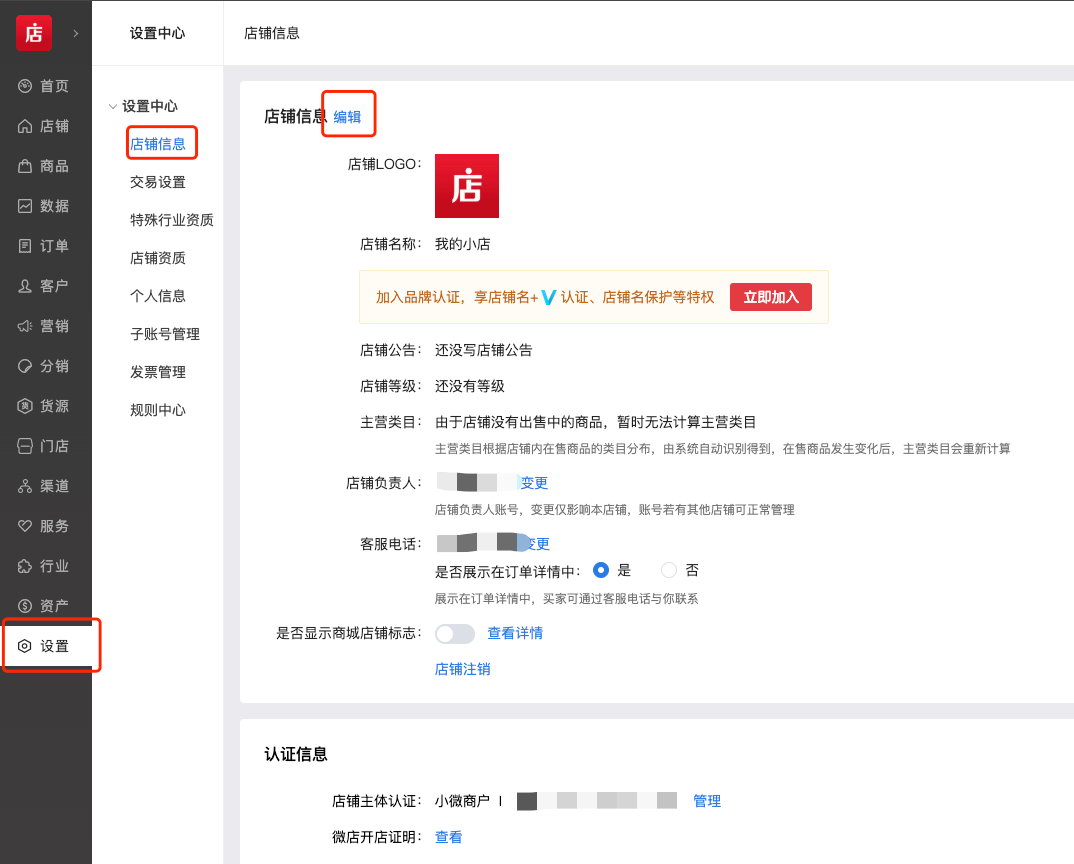 店
设置中心
店铺信息
首页
店铺
商品
数据
订单
客户
营销
分销
货源
门店
渠道
服务
行业
资产
设置
设置中心
店铺信息
交易设置
特殊行业资质
店铺资质
个人信息
子账号管理
发票管理
规则中心
店铺信息 编辑
店铺LOGO： 店
店铺名称： 我的小店
加入品牌认证，享店铺名+V认证、店铺名保护等特权 立即加入
店铺公告： 还没写店铺公告
店铺等级： 还没有等级
主营类目： 由于店铺没有出售中的商品，暂时无法计算主营类目
主营类目根据店铺内在售商品的类目分布，由系统自动识别得到，在售商品发生变化后，主营类目会重新计算
店铺负责人： 变更
店铺负责人账号，变更仅影响本店铺，账号若有其他店铺可正常管理
客服电话： 变更
是否展示在订单详情中： 是 否
展示在订单详情中，买家可通过客服电话与你联系
是否显示商城店铺标志： 查看详情
店铺注销
认证信息
店铺主体认证： 小微商户 | 管理
微店开店证明： 查看